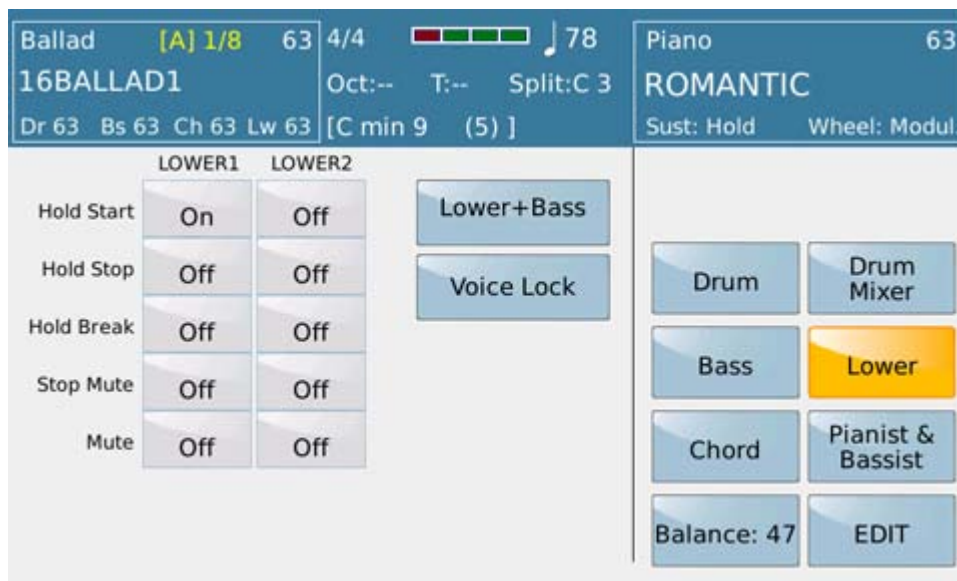 Ballad [A] 1/8 63
16BALLAD1
Dr 63 Bs 63 Ch 63 Lw 63
4/4 78
Oct:-- T:-- Split:C 3
[C min 9 (5) ]
Piano 63
ROMANTIC
Sust: Hold Wheel: Modul.
LOWER1 LOWER2
Hold Start On Off
Hold Stop Off Off
Hold Break Off Off
Stop Mute Off Off
Mute Off Off
Lower+Bass
Voice Lock
Drum
Drum
Mixer
Bass
Lower
Chord
Pianist &
Bassist
Balance: 47
EDIT